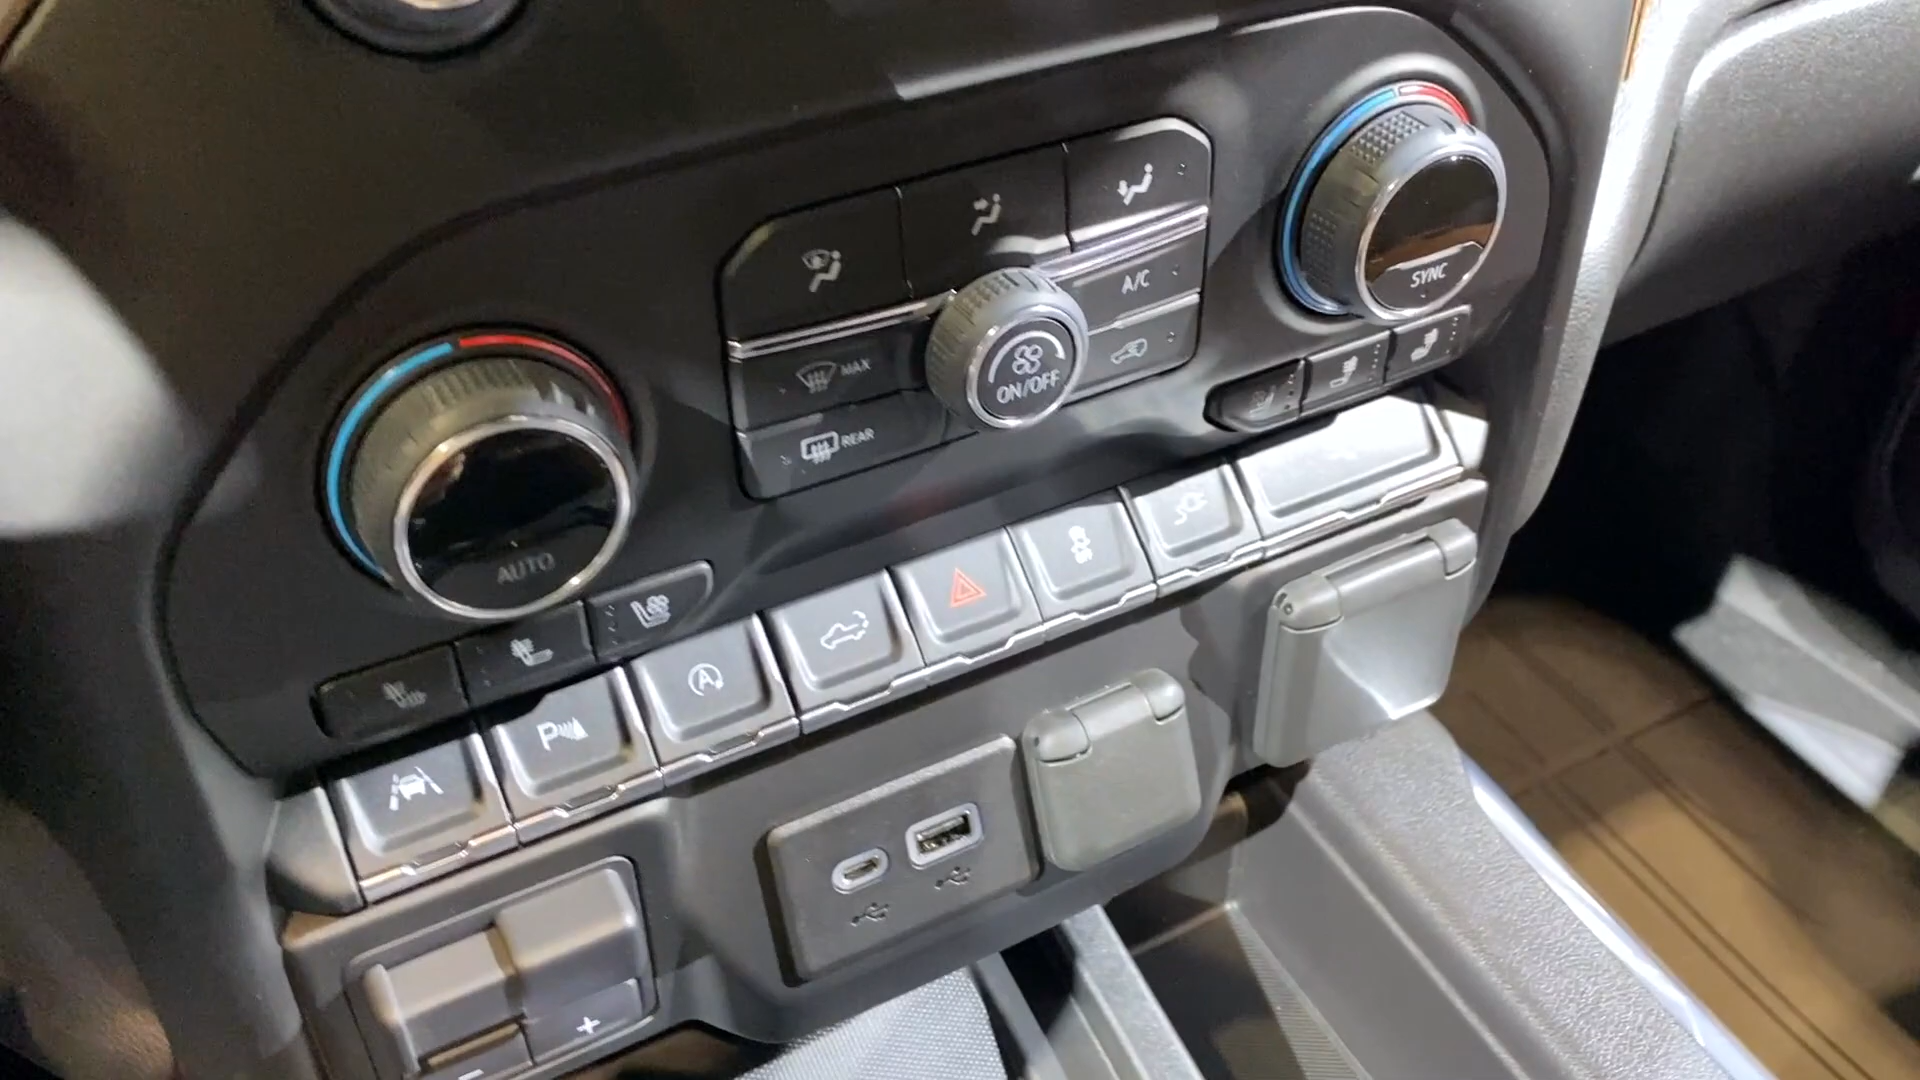 A/C
SYNC
MAX
ON/OFF
REAR
AUTO
A
P
+
-